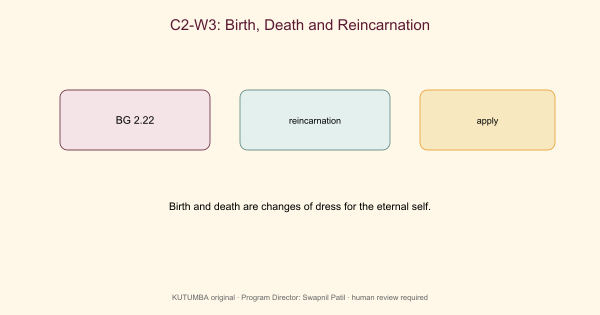 C2-W3: Birth, Death and Reincarnation
BG 2.22
reincarnation
apply
Birth and death are changes of dress for the eternal self.
KUTUMBA original · Program Director: Swapnil Patil · human review required